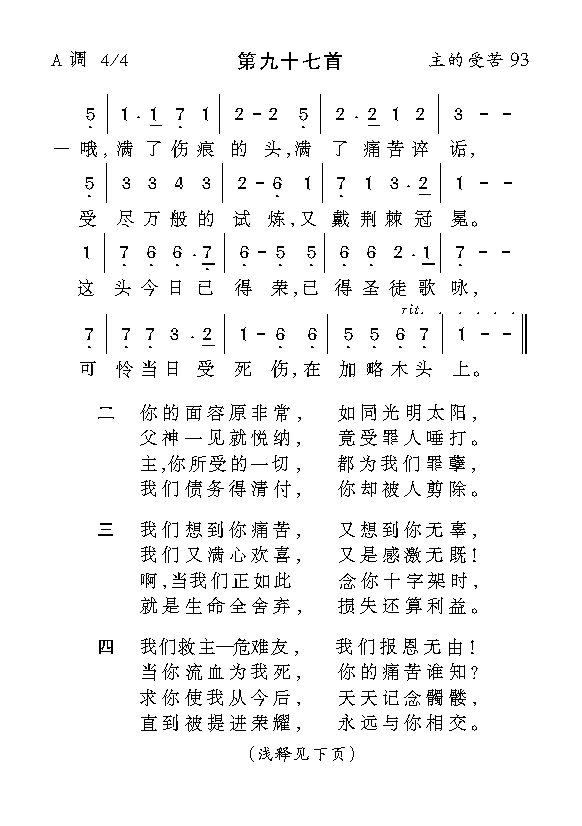 A 调 4/4 第九十七首 主的受苦 93
5 | 1 . 1 7 1 | 2 - 2 5 | 2 . 2 1 2 | 3 - -
一 哦, 满了伤痕的头, 满了痛苦谇诟,
5 | 3 3 4 3 | 2 - 6 1 | 7 1 3 . 2 | 1 - -
受尽万般的试炼, 又戴荆棘冠冕。
1 | 7 6 6 . 7 | 6 - 5 5 | 6 6 2 . 1 | 7 - -
这头今日已得荣, 已得圣徒歌咏,
rit. . . . . . .
7 | 7 7 3 . 2 | 1 - 6 6 | 5 5 6 7 | 1 - - ||
可怜当日受死伤, 在加略木头上。
二 你的面容原非常, 如同光明太阳,
父神一见就悦纳, 竟受罪人唾打。
主,你所受的一切, 都为我们罪孽,
我们债务得清付, 你却被人剪除。
三 我们想到你痛苦, 又想到你无辜,
我们又满心欢喜, 又是感激无既!
啊,当我们正如此 念你十字架时,
就是生命全舍弃, 损失还算利益。
四 我们救主—危难友, 我们报恩无由!
当你流血为我死, 你的痛苦谁知?
求你使我从今后, 天天记念髑髅,
直到被提进荣耀, 永远与你相交。
(浅释见下页)